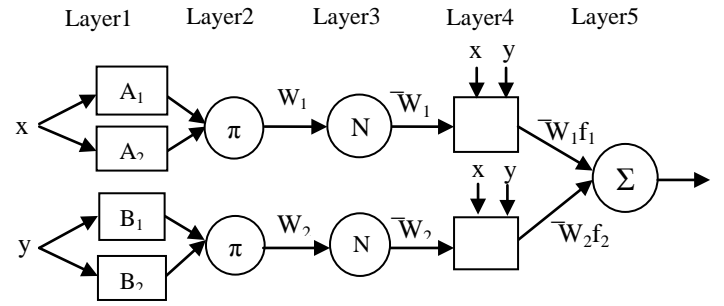 Layer1 Layer2 Layer3 Layer4 Layer5
x y
A₁
W₁
W̅₁
x
π
N
A₂
W̅₁f₁
x y
Σ
B₁
W₂
W̅₂
y
π
N
W̅₂f₂
B₂